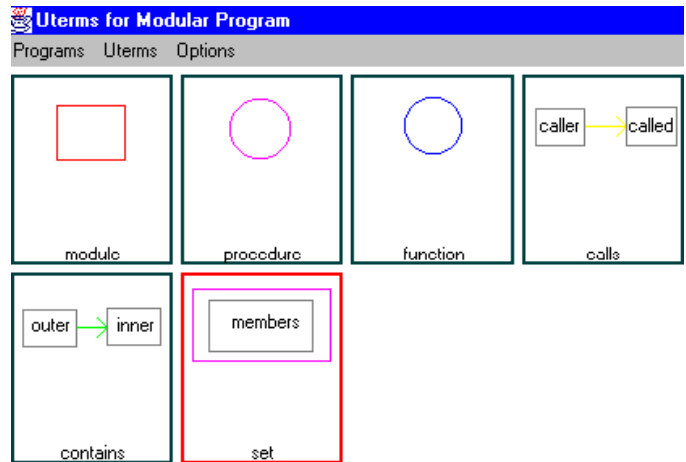 Uterms for Modular Program
Programs Uterms Options
caller called
module procedure function calls
outer inner members
contains set